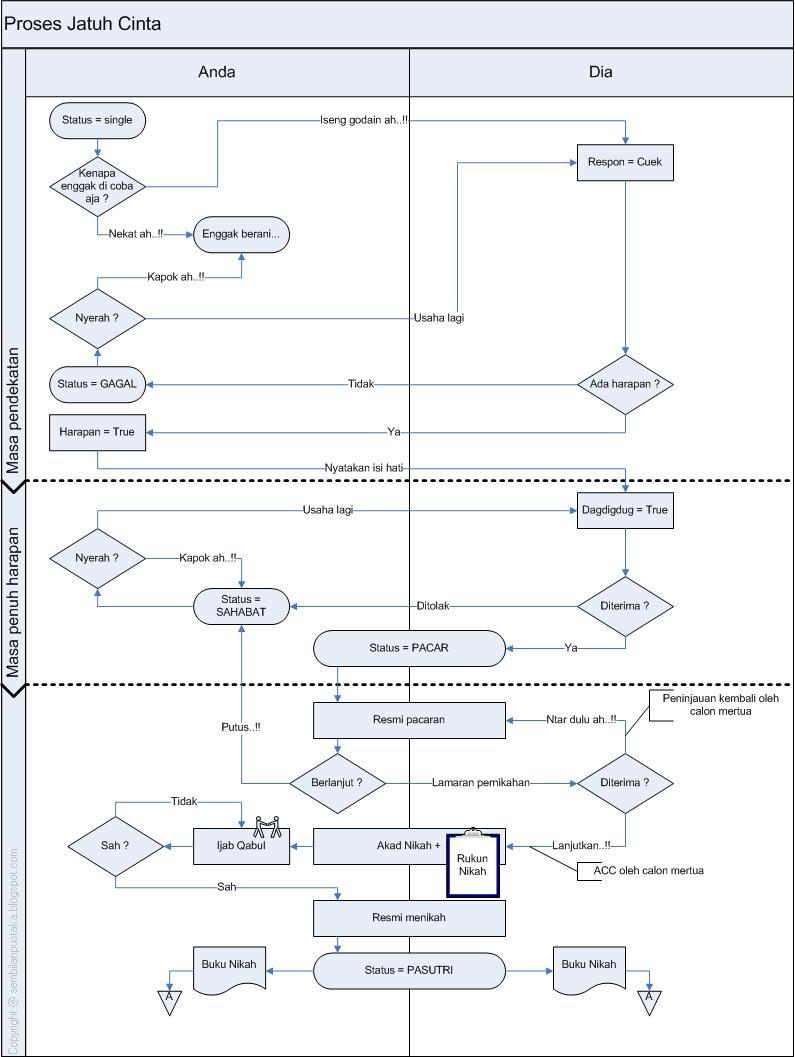 Proses Jatuh Cinta
Anda
Dia
Masa pendekatan
Status = single
Iseng godain ah..!!
Kenapa
enggak di coba
aja ?
Respon = Cuek
Nekat ah..!!
Enggak berani...
Kapok ah..!!
Nyerah ?
Usaha lagi
Status = GAGAL
Tidak
Ada harapan ?
Harapan = True
Ya
Nyatakan isi hati
Masa penuh harapan
Usaha lagi
Dagdigdug = True
Nyerah ?
Kapok ah..!!
Status =
SAHABAT
Ditolak
Diterima ?
Status = PACAR
Ya
Peninjauan kembali oleh
calon mertua
Resmi pacaran
Ntar dulu ah..!!
Putus..!!
Berlanjut ?
Lamaran pernikahan
Diterima ?
Tidak
Sah ?
Ijab Qabul
Akad Nikah +
Rukun
Nikah
Lanjutkan..!!
ACC oleh calon mertua
Sah
Resmi menikah
Buku Nikah
Status = PASUTRI
Buku Nikah
A
A
Copyright @ sembilanpustaka.blogspot.com